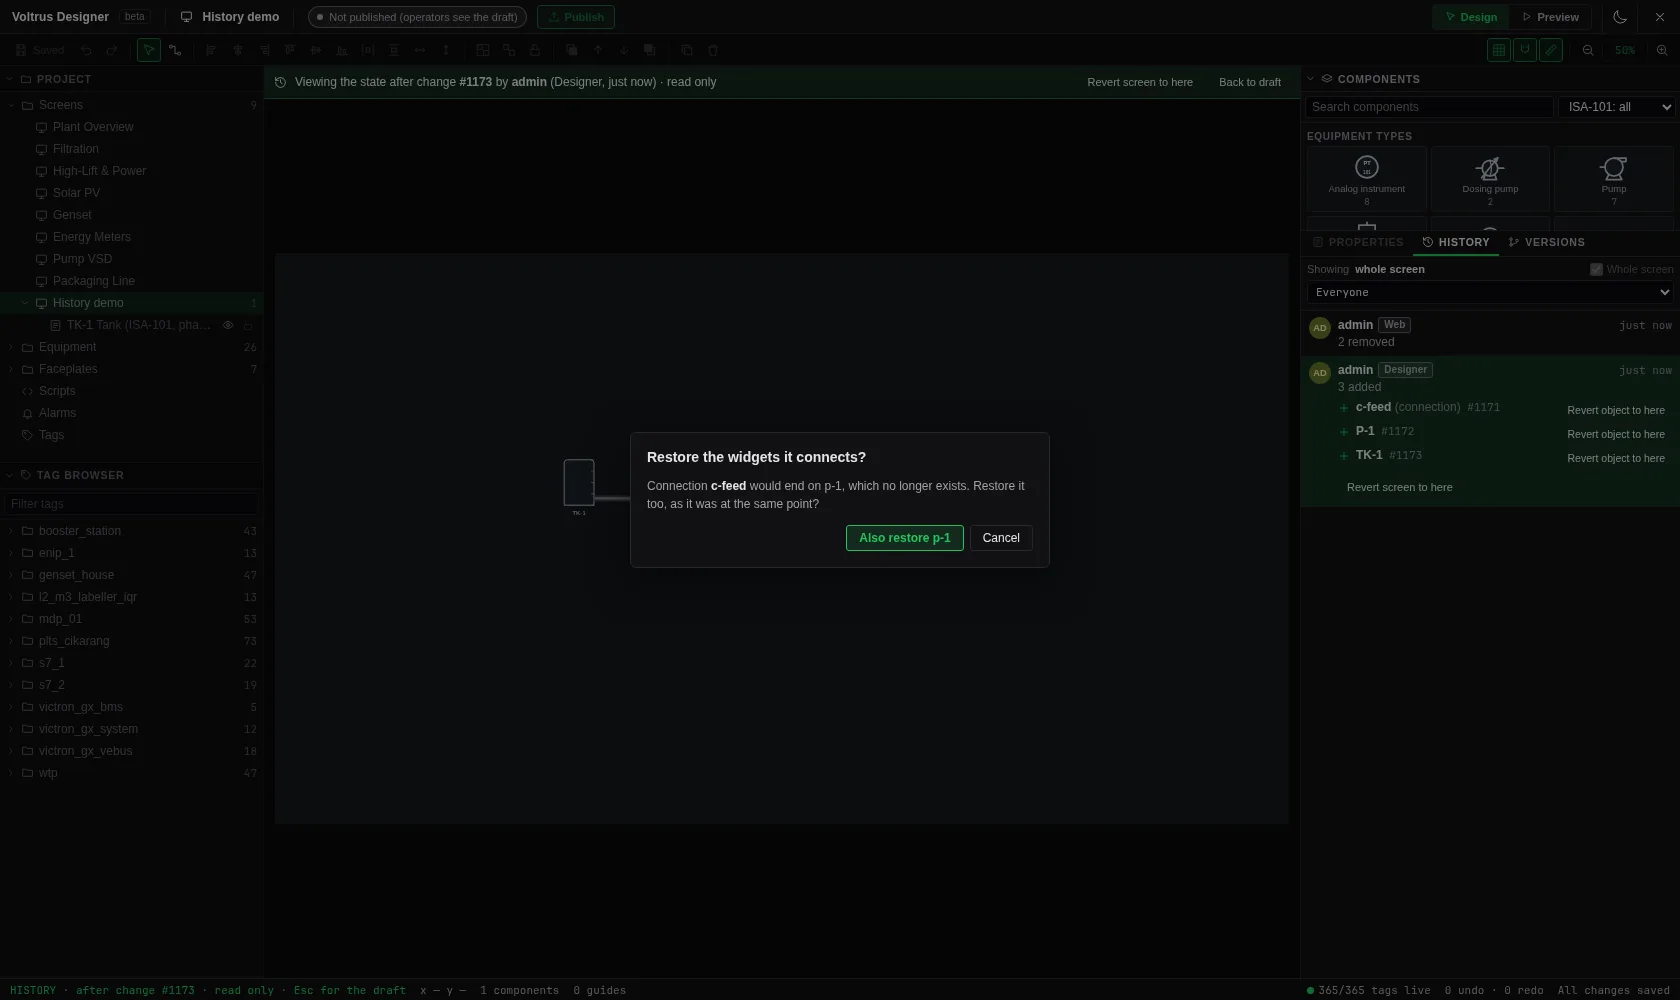 Voltrus Designer beta History demo Not published (operators see the draft) Publish Design Preview
Saved 50%
PROJECT
Screens 9
Plant Overview
Filtration
High-Lift & Power
Solar PV
Genset
Energy Meters
Pump VSD
Packaging Line
History demo 1
TK-1 Tank (ISA-101, pha...
Equipment 26
Faceplates 7
Scripts
Alarms
Tags
TAG BROWSER
Filter tags
booster_station 43
enip_1 13
genset_house 47
l2_m3_labeller_iqr 13
mdp_01 53
plts_cikarang 73
s7_1 22
s7_2 19
victron_gx_bms 5
victron_gx_system 12
victron_gx_vebus 18
wtp 47
Viewing the state after change #1173 by admin (Designer, just now) · read only Revert screen to here Back to draft
TK-1
Restore the widgets it connects?
Connection c-feed would end on p-1, which no longer exists. Restore it
too, as it was at the same point?
Also restore p-1 Cancel
COMPONENTS
Search components ISA-101: all
EQUIPMENT TYPES
PT
101
Analog instrument Dosing pump Pump
8 2 7
PROPERTIES HISTORY VERSIONS
Showing whole screen Whole screen
Everyone
AD admin Web just now
2 removed
AD admin Designer just now
3 added
c-feed (connection) #1171 Revert object to here
P-1 #1172 Revert object to here
TK-1 #1173 Revert object to here
Revert screen to here
HISTORY · after change #1173 · read only · Esc for the draft x — y — 1 components 0 guides 365/365 tags live 0 undo · 0 redo All changes saved